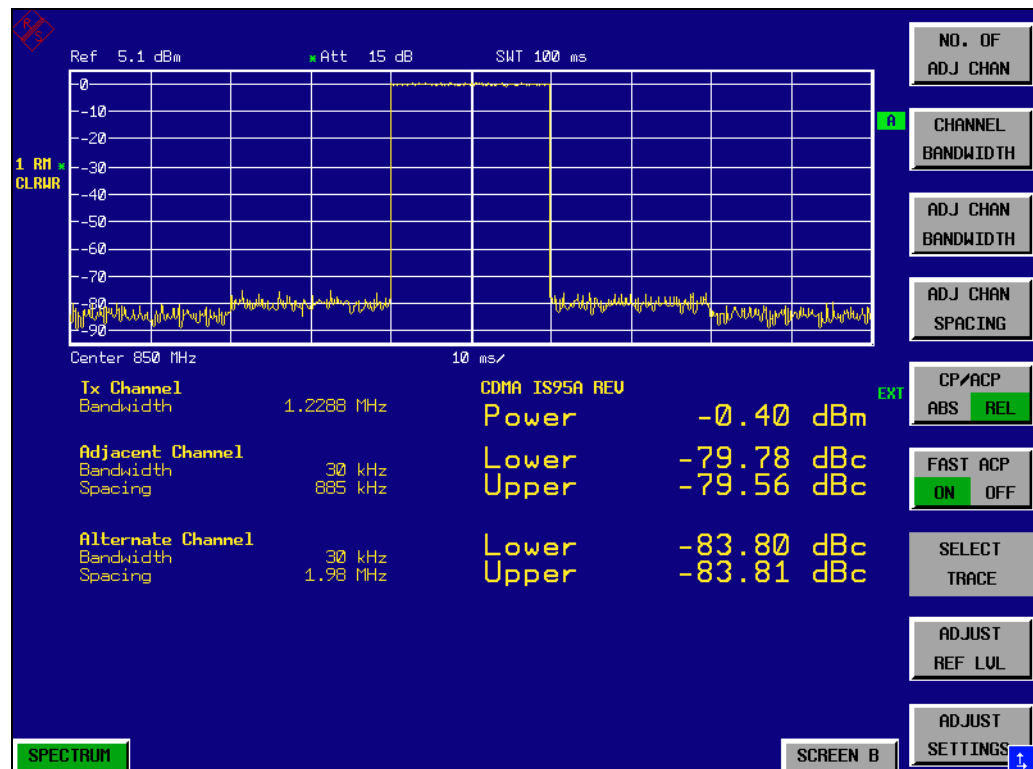 R S
Ref 5.1 dBm * Att 15 dB SWT 100 ms
0
-10
-20
-30
-40
-50
-60
-70
-80
-90
1 RM *
CLRWR
A
Center 850 MHz 10 ms/
Tx Channel
Bandwidth 1.2288 MHz
CDMA IS95A REV
Power -0.40 dBm
EXT
Adjacent Channel
Bandwidth 30 kHz
Spacing 885 kHz
Lower -79.78 dBc
Upper -79.56 dBc
Alternate Channel
Bandwidth 30 kHz
Spacing 1.98 MHz
Lower -83.80 dBc
Upper -83.81 dBc
NO. OF
ADJ CHAN
CHANNEL
BANDWIDTH
ADJ CHAN
BANDWIDTH
ADJ CHAN
SPACING
CP/ACP
ABS REL
FAST ACP
ON OFF
SELECT
TRACE
ADJUST
REF LVL
ADJUST
SETTINGS
SPECTRUM
SCREEN B